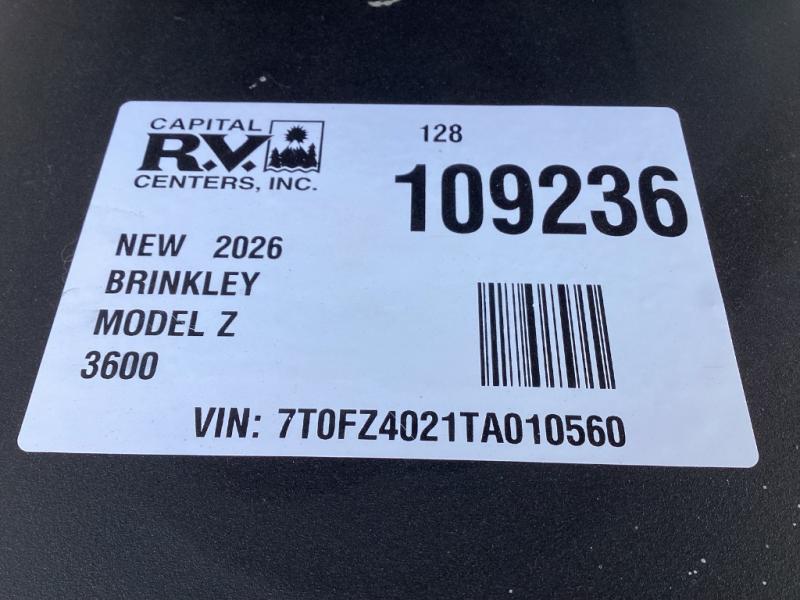 CAPITAL
R.V.
CENTERS, INC.
128
109236
NEW 2026
BRINKLEY
MODEL Z
3600
VIN: 7T0FZ4021TA010560